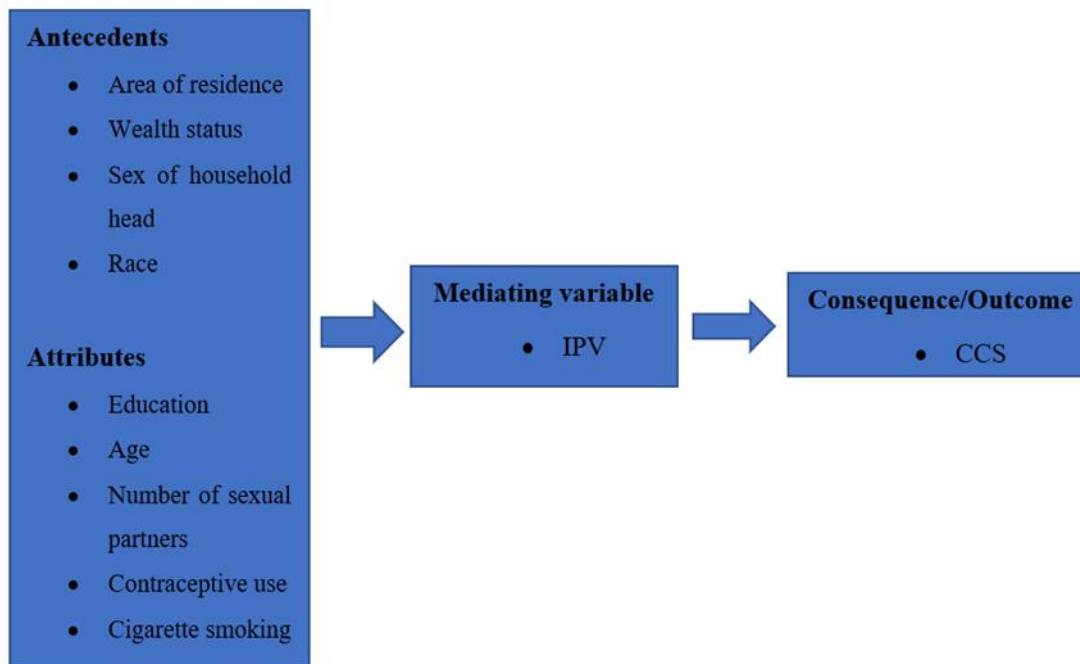 Antecedents
• Area of residence
• Wealth status
• Sex of household
head
• Race
Attributes
• Education
• Age
• Number of sexual
partners
• Contraceptive use
• Cigarette smoking
Mediating variable
• IPV
Consequence/Outcome
• CCS